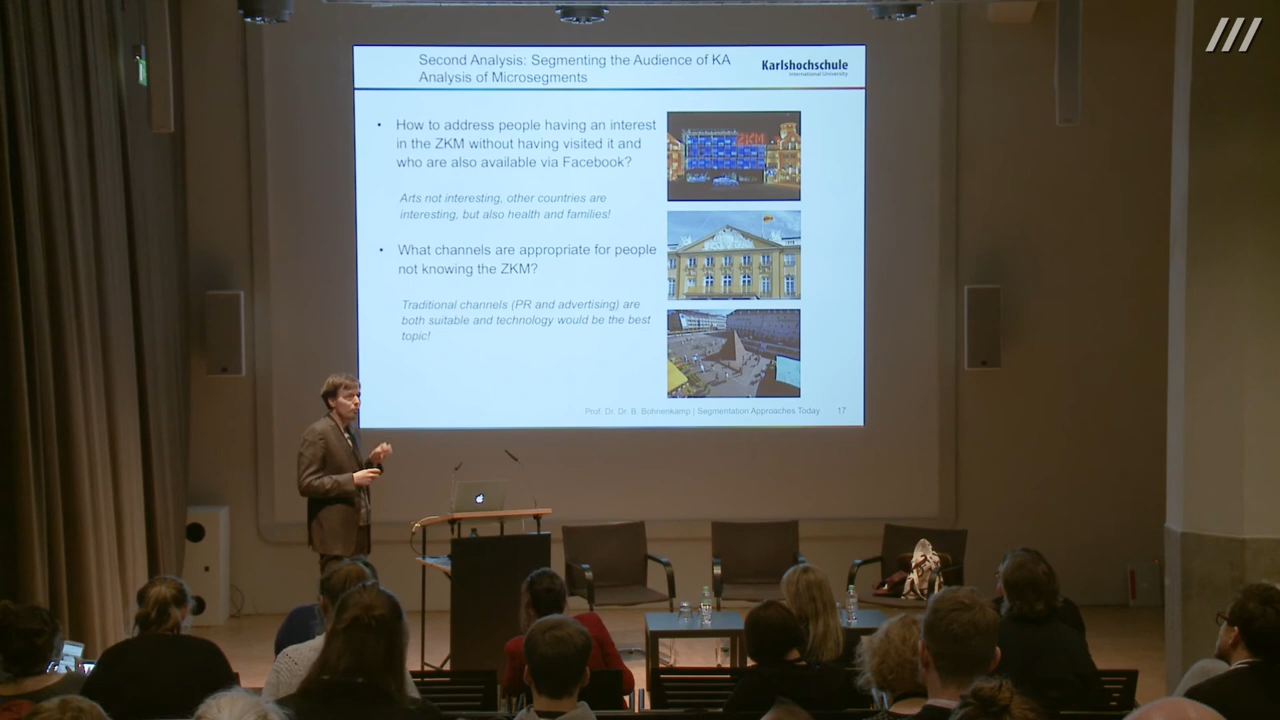 Second Analysis: Segmenting the Audience of KA
Analysis of Microsegments
Karlshochschule
International University
• How to address people having an interest
in the ZKM without having visited it and
who are also available via Facebook?
Arts not interesting, other countries are
interesting, but also health and families!
• What channels are appropriate for people
not knowing the ZKM?
Traditional channels (PR and advertising) are
both suitable and technology would be the best
topic!
Prof. Dr. Dr. B. Bohnenkamp | Segmentation Approaches Today 17